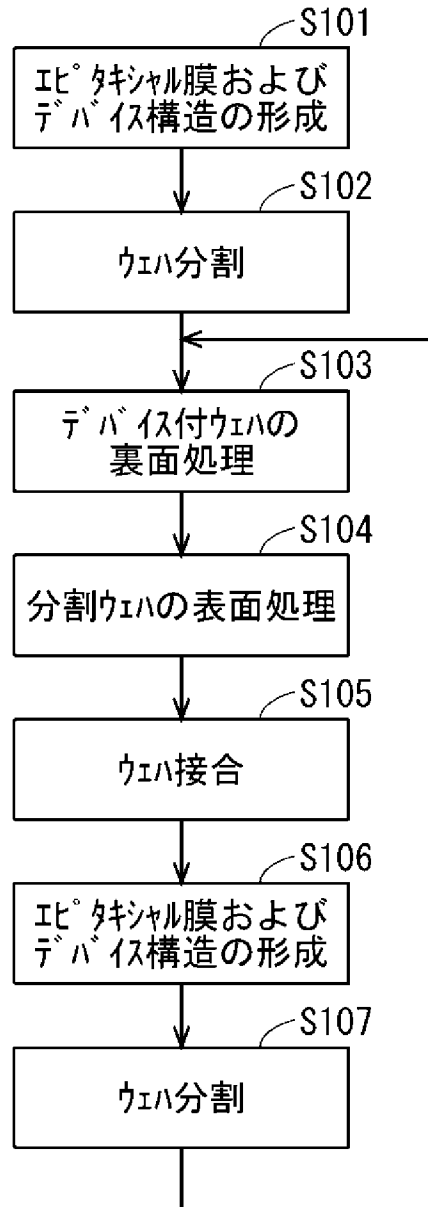 S101
ｴﾋﾟﾀｷｼｬﾙ膜および
ﾃﾞﾊﾞｲｽ構造の形成
S102
ｳｪﾊ分割
S103
ﾃﾞﾊﾞｲｽ付ｳｪﾊの
裏面処理
S104
分割ｳｪﾊの表面処理
S105
ｳｪﾊ接合
S106
ｴﾋﾟﾀｷｼｬﾙ膜および
ﾃﾞﾊﾞｲｽ構造の形成
S107
ｳｪﾊ分割